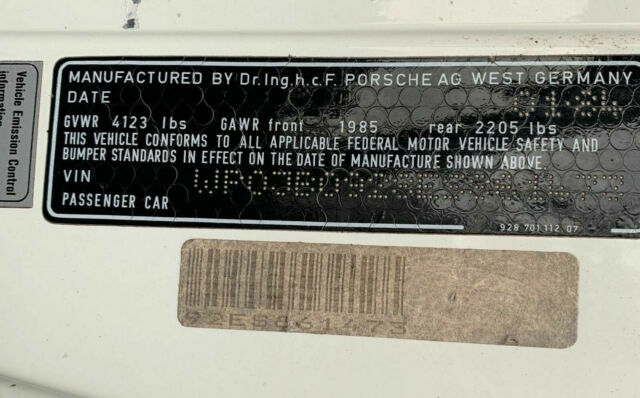 Vehicle Emission Control
information
MANUFACTURED BY Dr.Ing.h.c.F. PORSCHE AG WEST GERMANY
DATE
GVWR 4123 lbs GAWR front 1985 rear 2205 lbs
THIS VEHICLE CONFORMS TO ALL APPLICABLE FEDERAL MOTOR VEHICLE SAFETY AND
BUMPER STANDARDS IN EFFECT ON THE DATE OF MANUFACTURE SHOWN ABOVE.
VIN
PASSENGER CAR
928 701 112 07
92ES861473